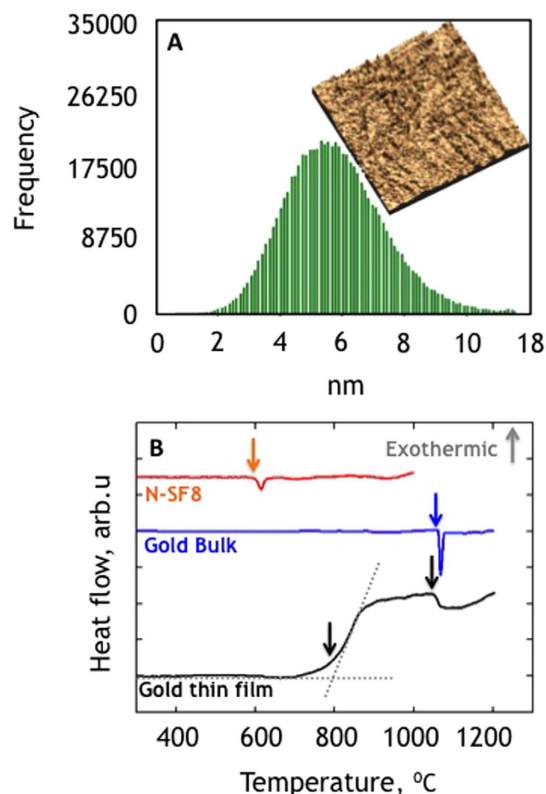 35000
A
26250
Frequency
17500
8750
0
0 2 4 6 8 10 18
nm
B
Exothermic
N-SF8
Gold Bulk
Heat flow, arb.u
Gold thin film
400 600 800 1000 1200
Temperature, ⁰C